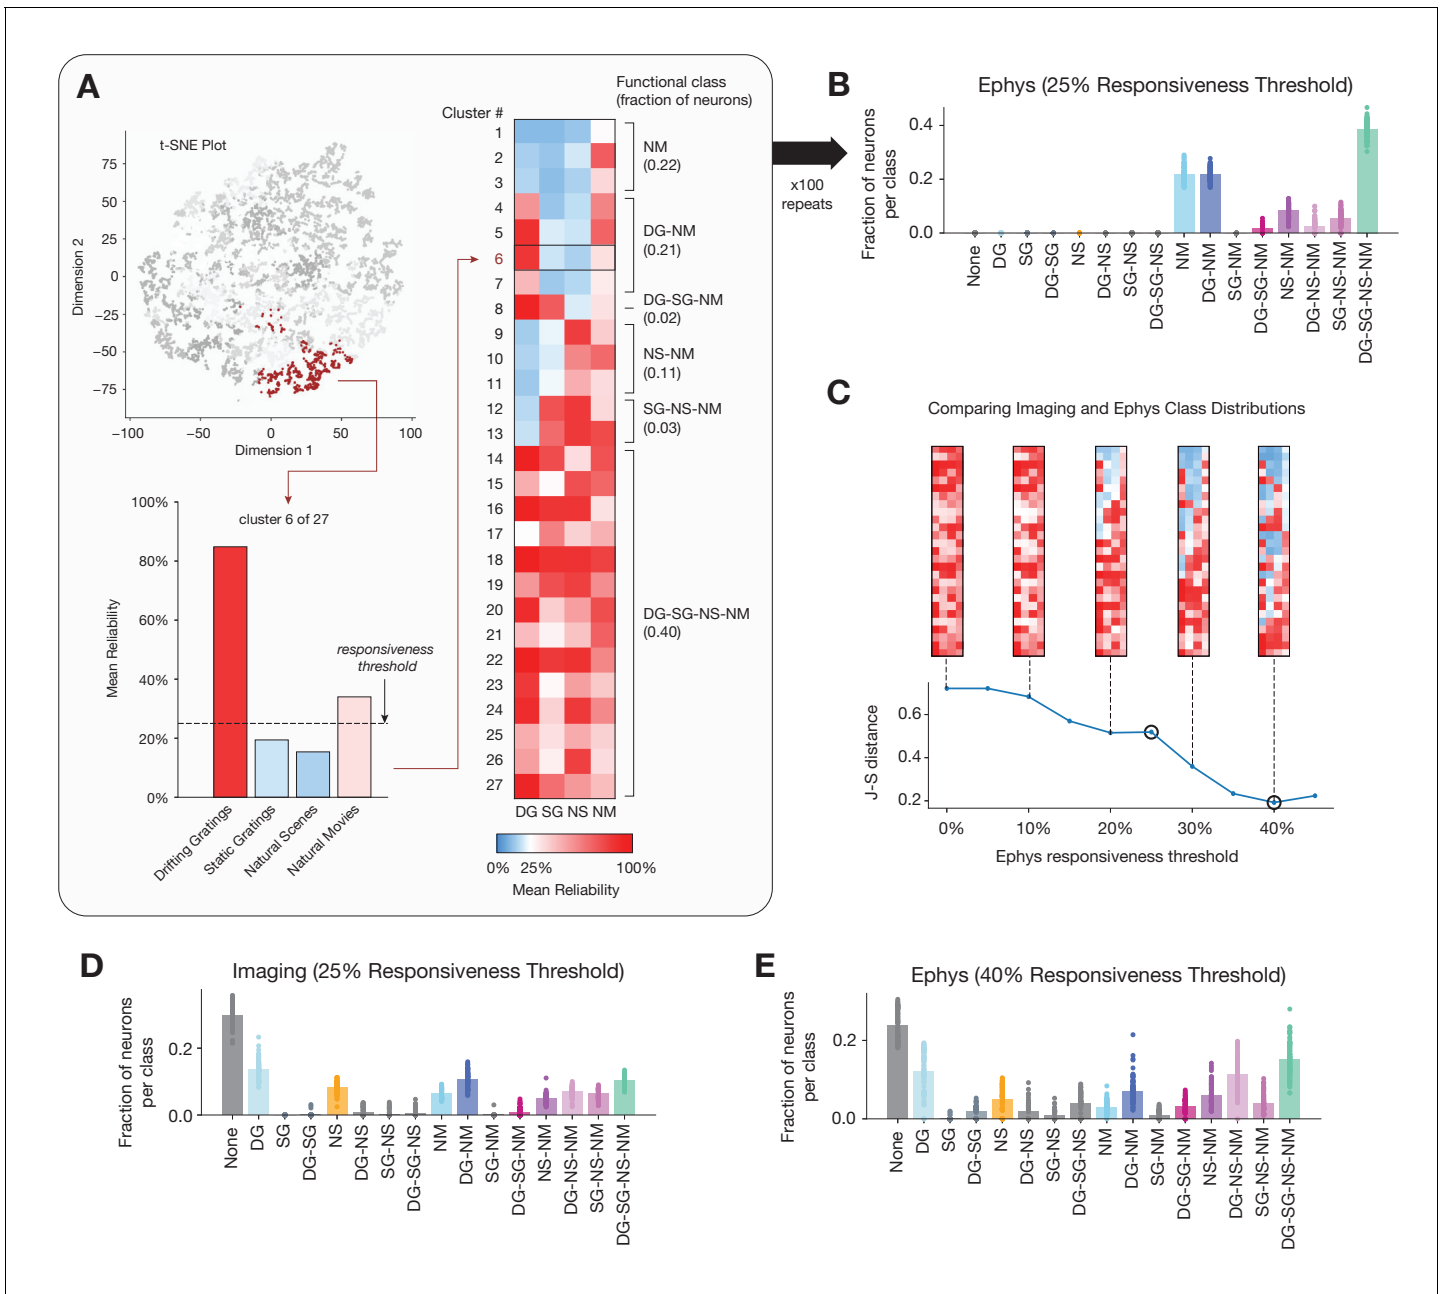 A
t-SNE Plot
75
50
25
0
−25
−50
−75
Dimension 2
−100
−50
0
50
100
Dimension 1
cluster 6 of 27
100%
80%
60%
40%
20%
0%
Mean Reliability
responsiveness
threshold
Drifting Gratings
Static Gratings
Natural Scenes
Natural Movies
Cluster #
Functional class
(fraction of neurons)
1
2
3
4
5
6
7
8
9
10
11
12
13
14
15
16
17
18
19
20
21
22
23
24
25
26
27
NM
(0.22)
DG-NM
(0.21)
DG-SG-NM
(0.02)
NS-NM
(0.11)
SG-NS-NM
(0.03)
DG-SG-NS-NM
(0.40)
DG SG NS NM
0% 25% 100%
Mean Reliability
x100
repeats
B
Ephys (25% Responsiveness Threshold)
Fraction of neurons
per class
0.4
0.2
0.0
None
DG
SG
DG-SG
NS
DG-NS
SG-NS
DG-SG-NS
NM
DG-NM
SG-NM
DG-SG-NM
NS-NM
DG-NS-NM
SG-NS-NM
DG-SG-NS-NM
C
Comparing Imaging and Ephys Class Distributions
J-S distance
0.6
0.4
0.2
0%
10%
20%
30%
40%
Ephys responsiveness threshold
D
Imaging (25% Responsiveness Threshold)
Fraction of neurons
per class
0.2
0.0
None
DG
SG
DG-SG
NS
DG-NS
SG-NS
DG-SG-NS
NM
DG-NM
SG-NM
DG-SG-NM
NS-NM
DG-NS-NM
SG-NS-NM
DG-SG-NS-NM
E
Ephys (40% Responsiveness Threshold)
Fraction of neurons
per class
0.2
0.0
None
DG
SG
DG-SG
NS
DG-NS
SG-NS
DG-SG-NS
NM
DG-NM
SG-NM
DG-SG-NM
NS-NM
DG-NS-NM
SG-NS-NM
DG-SG-NS-NM